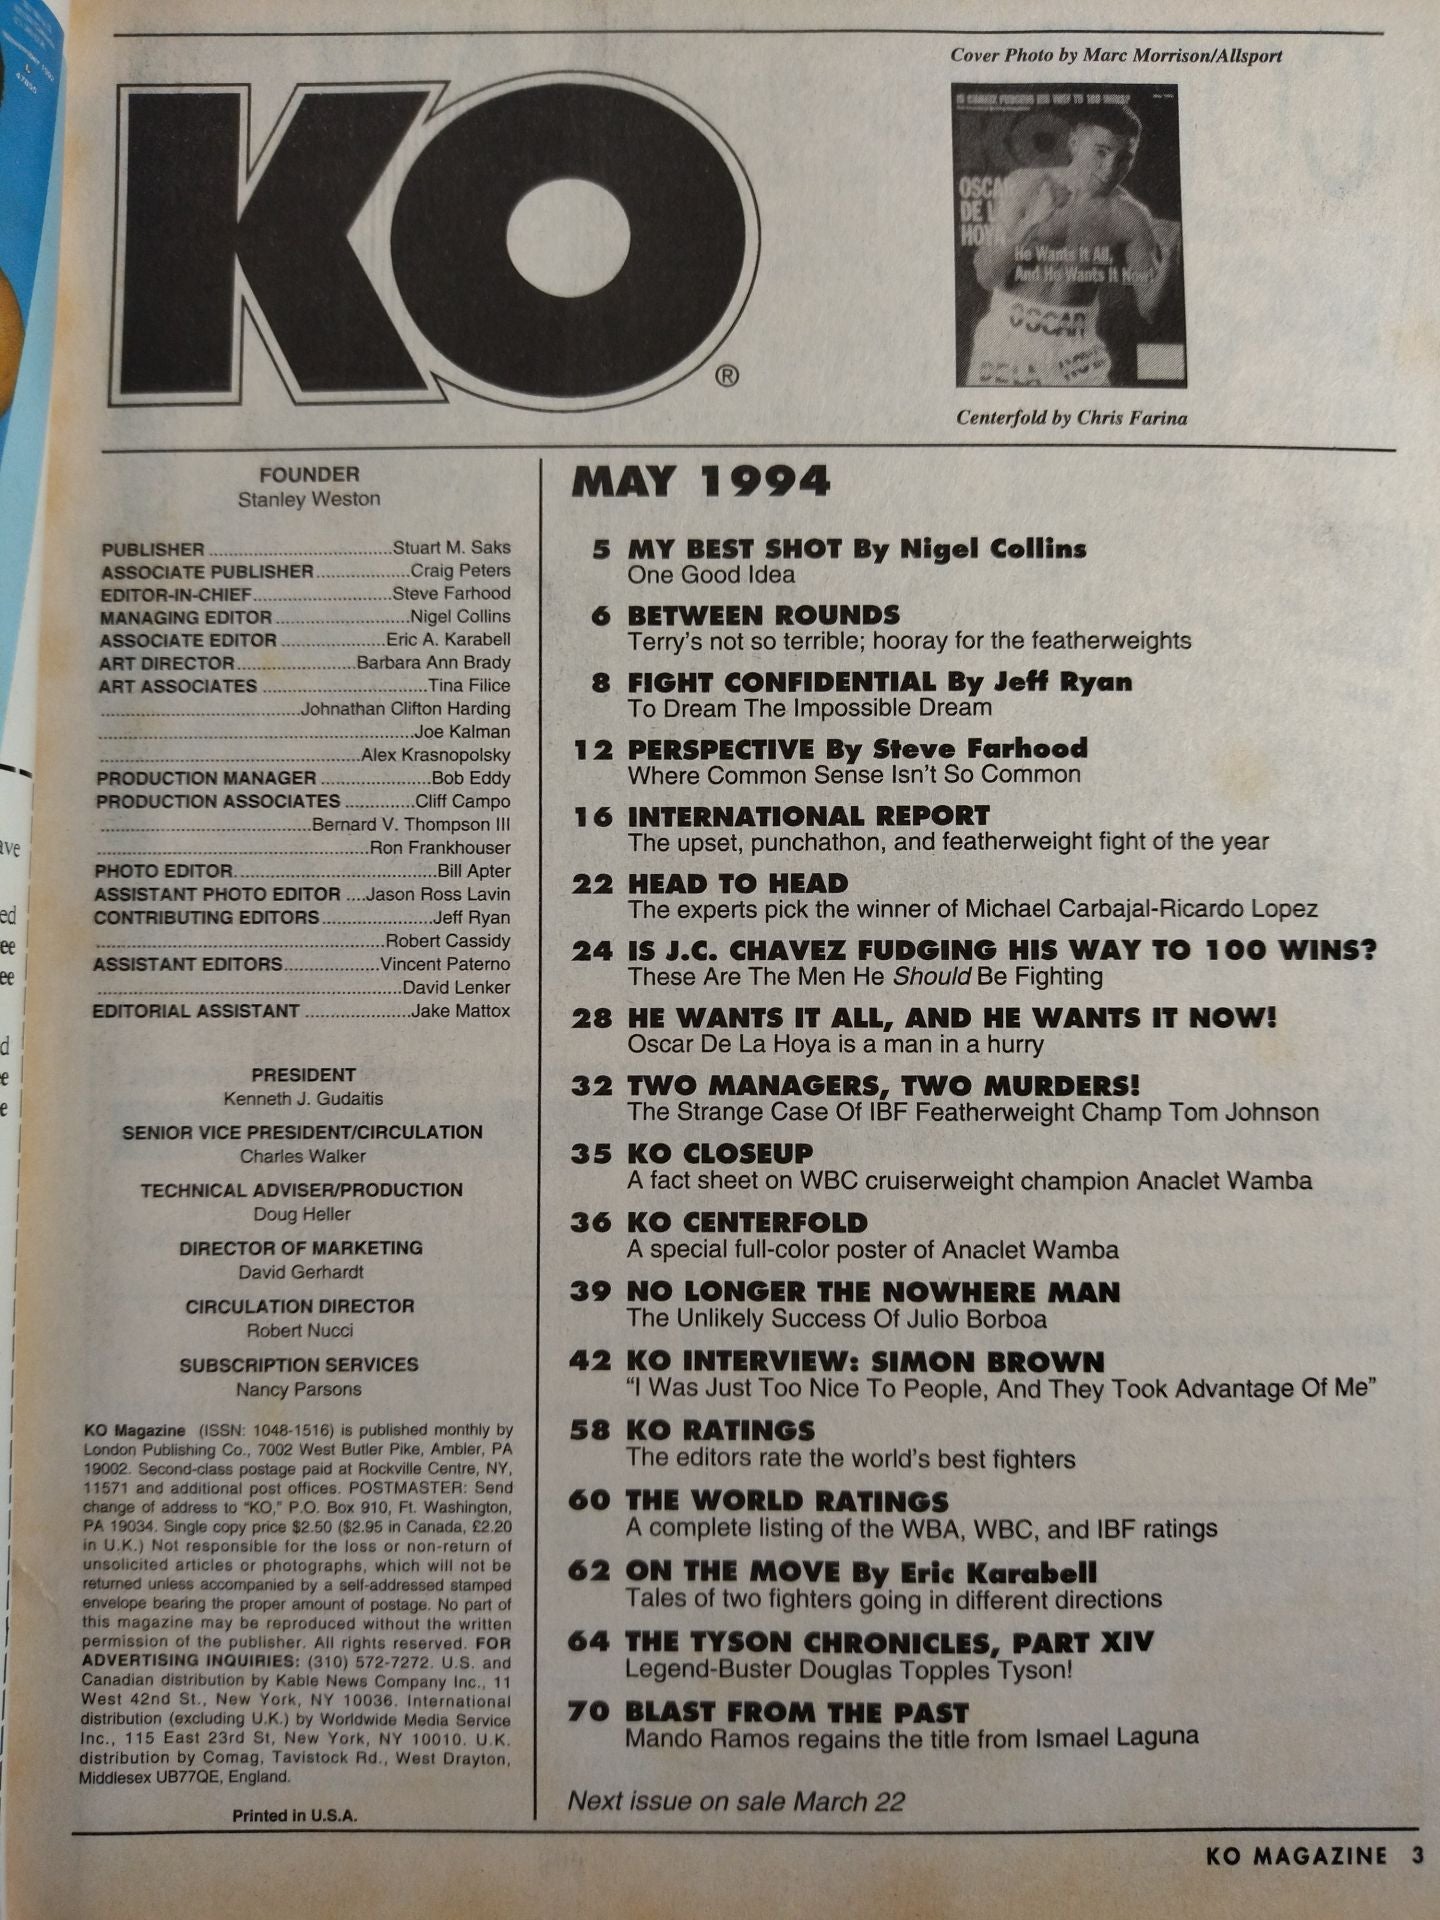 Cover Photo by Marc Morrison/Allsport
KO
®
IS CHAVEZ FUDGING HIS WAY TO 100 WINS?
OSCAR
DE LA
HOYA
He Wants It All,
And He Wants It Now!
OSCAR
DE LA HOYA
Centerfold by Chris Farina
FOUNDER
Stanley Weston
PUBLISHER ..................................Stuart M. Saks
ASSOCIATE PUBLISHER.................Craig Peters
EDITOR-IN-CHIEF..........................Steve Farhood
MANAGING EDITOR .........................Nigel Collins
ASSOCIATE EDITOR ...................Eric A. Karabell
ART DIRECTOR......................Barbara Ann Brady
ART ASSOCIATES ...............................Tina Filice
.....................................Johnathan Clifton Harding
..........................................................Joe Kalman
................................................Alex Krasnopolsky
PRODUCTION MANAGER ....................Bob Eddy
PRODUCTION ASSOCIATES .............Cliff Campo
.......................................Bernard V. Thompson III
..................................................Ron Frankhouser
PHOTO EDITOR.....................................Bill Apter
ASSISTANT PHOTO EDITOR ....Jason Ross Lavin
CONTRIBUTING EDITORS.....................Jeff Ryan
.....................................................Robert Cassidy
ASSISTANT EDITORS..................Vincent Paterno
........................................................David Lenker
EDITORIAL ASSISTANT ....................Jake Mattox
PRESIDENT
Kenneth J. Gudaitis
SENIOR VICE PRESIDENT/CIRCULATION
Charles Walker
TECHNICAL ADVISER/PRODUCTION
Doug Heller
DIRECTOR OF MARKETING
David Gerhardt
CIRCULATION DIRECTOR
Robert Nucci
SUBSCRIPTION SERVICES
Nancy Parsons
KO Magazine (ISSN: 1048-1516) is published monthly by
London Publishing Co., 7002 West Butler Pike, Ambler, PA
19002. Second-class postage paid at Rockville Centre, NY,
11571 and additional post offices. POSTMASTER: Send
change of address to "KO," P.O. Box 910, Ft. Washington,
PA 19034. Single copy price $2.50 ($2.95 in Canada, £2.20
in U.K.) Not responsible for the loss or non-return of
unsolicited articles or photographs, which will not be
returned unless accompanied by a self-addressed stamped
envelope bearing the proper amount of postage. No part of
this magazine may be reproduced without the written
permission of the publisher. All rights reserved. FOR
ADVERTISING INQUIRIES: (310) 572-7272. U.S. and
Canadian distribution by Kable News Company Inc., 11
West 42nd St., New York, NY 10036. International
distribution (excluding U.K.) by Worldwide Media Service
Inc., 115 East 23rd St, New York, NY 10010. U.K.
distribution by Comag, Tavistock Rd., West Drayton,
Middlesex UB77QE, England.
Printed in U.S.A.
MAY 1994
5 MY BEST SHOT By Nigel Collins
One Good Idea
6 BETWEEN ROUNDS
Terry's not so terrible; hooray for the featherweights
8 FIGHT CONFIDENTIAL By Jeff Ryan
To Dream The Impossible Dream
12 PERSPECTIVE By Steve Farhood
Where Common Sense Isn't So Common
16 INTERNATIONAL REPORT
The upset, punchathon, and featherweight fight of the year
22 HEAD TO HEAD
The experts pick the winner of Michael Carbajal-Ricardo Lopez
24 IS J.C. CHAVEZ FUDGING HIS WAY TO 100 WINS?
These Are The Men He Should Be Fighting
28 HE WANTS IT ALL, AND HE WANTS IT NOW!
Oscar De La Hoya is a man in a hurry
32 TWO MANAGERS, TWO MURDERS!
The Strange Case Of IBF Featherweight Champ Tom Johnson
35 KO CLOSEUP
A fact sheet on WBC cruiserweight champion Anaclet Wamba
36 KO CENTERFOLD
A special full-color poster of Anaclet Wamba
39 NO LONGER THE NOWHERE MAN
The Unlikely Success Of Julio Borboa
42 KO INTERVIEW: SIMON BROWN
"I Was Just Too Nice To People, And They Took Advantage Of Me"
58 KO RATINGS
The editors rate the world's best fighters
60 THE WORLD RATINGS
A complete listing of the WBA, WBC, and IBF ratings
62 ON THE MOVE By Eric Karabell
Tales of two fighters going in different directions
64 THE TYSON CHRONICLES, PART XIV
Legend-Buster Douglas Topples Tyson!
70 BLAST FROM THE PAST
Mando Ramos regains the title from Ismael Laguna
Next issue on sale March 22
KO MAGAZINE 3